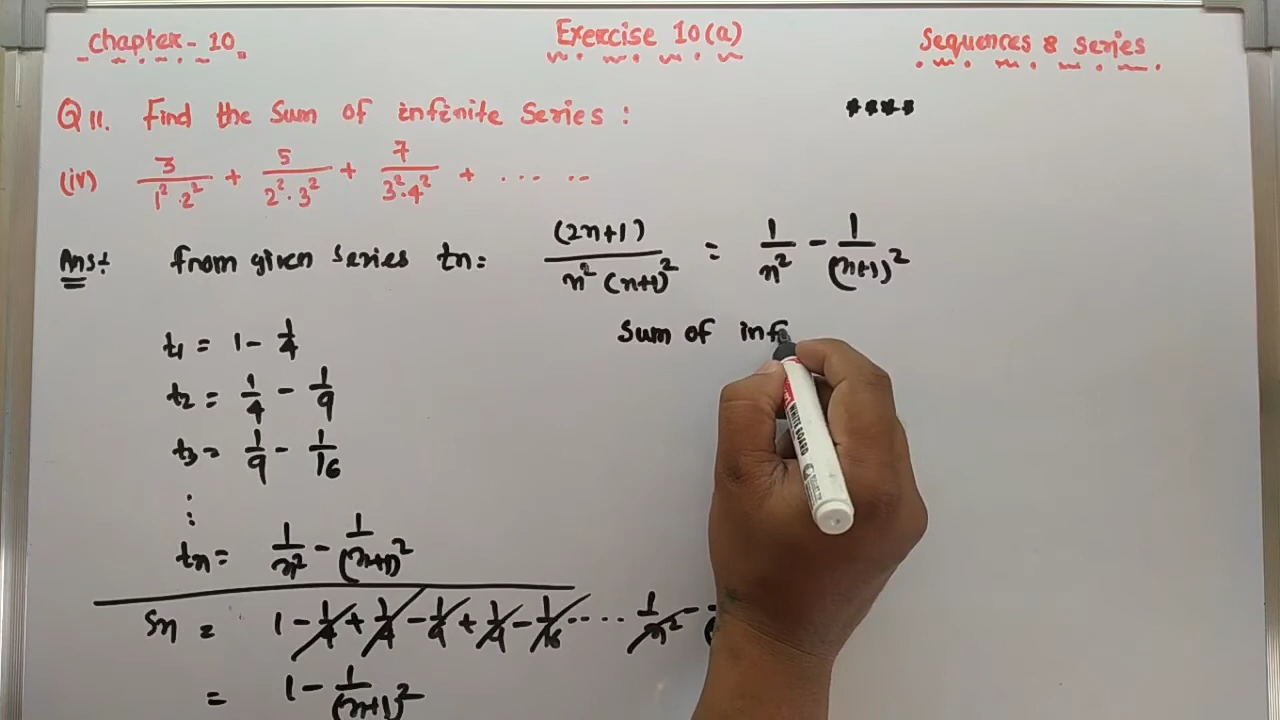 Chapter-10
Exercise 10(a)
Sequences & Series
Q11. Find the Sum of infinite Series :
****
(iv) 3/(1²·2²) + 5/(2²·3²) + 7/(3²·4²) + ... ..
Ans: from given series tn = (2n+1)/(n²(n+1)²) = 1/n² - 1/(n+1)²
Sum of inf
t1 = 1 - 1/4
t2 = 1/4 - 1/9
t3 = 1/9 - 1/16
:
tn = 1/n² - 1/(n+1)²
Sn = 1 - 1/4 + 1/4 - 1/9 + 1/9 - 1/16 ---- 1/n² -
= 1 - 1/(n+1)²
WHITE BOARD